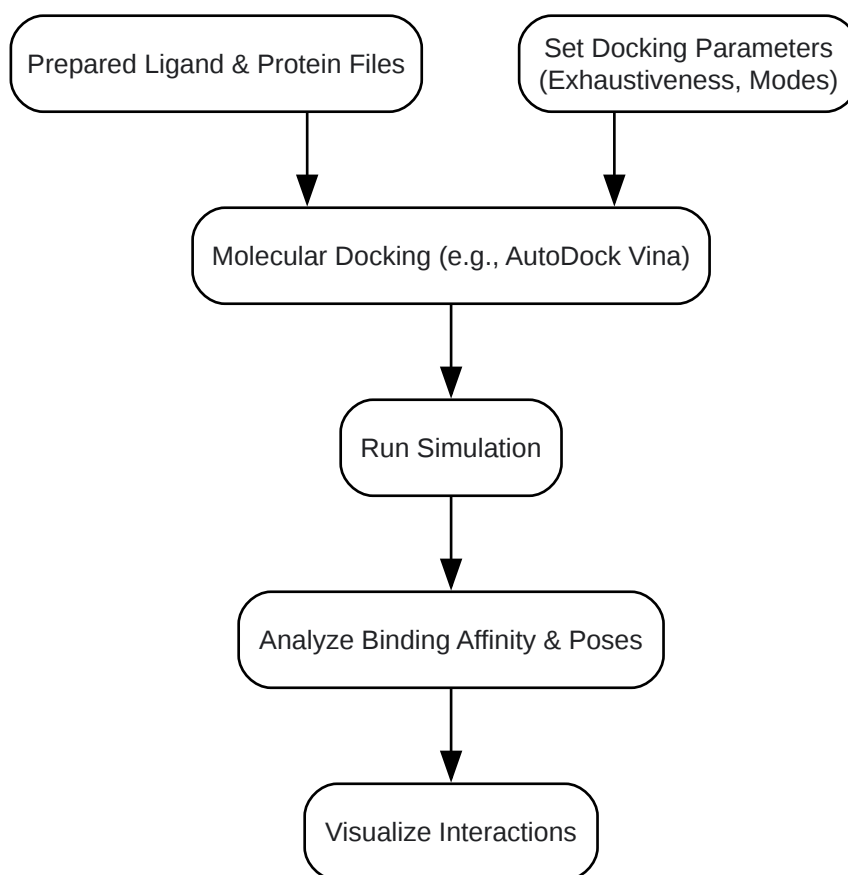 Prepared Ligand & Protein Files
Set Docking Parameters
(Exhaustiveness, Modes)
Molecular Docking (e.g., AutoDock Vina)
Run Simulation
Analyze Binding Affinity & Poses
Visualize Interactions